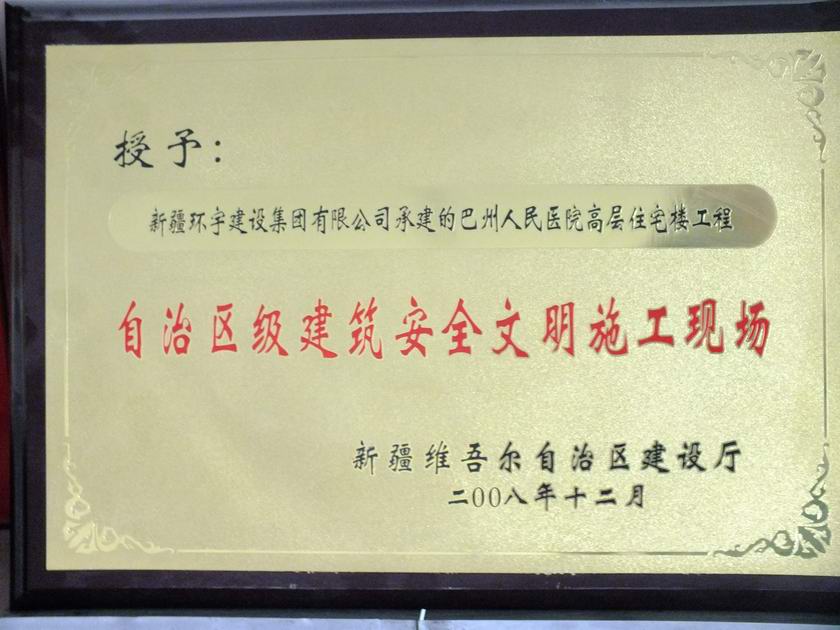 授予：
新疆环宇建设集团有限公司承建的巴州人民医院高层住宅楼工程
自治区级建筑安全文明施工现场
新疆维吾尔自治区建设厅
二00八年十二月